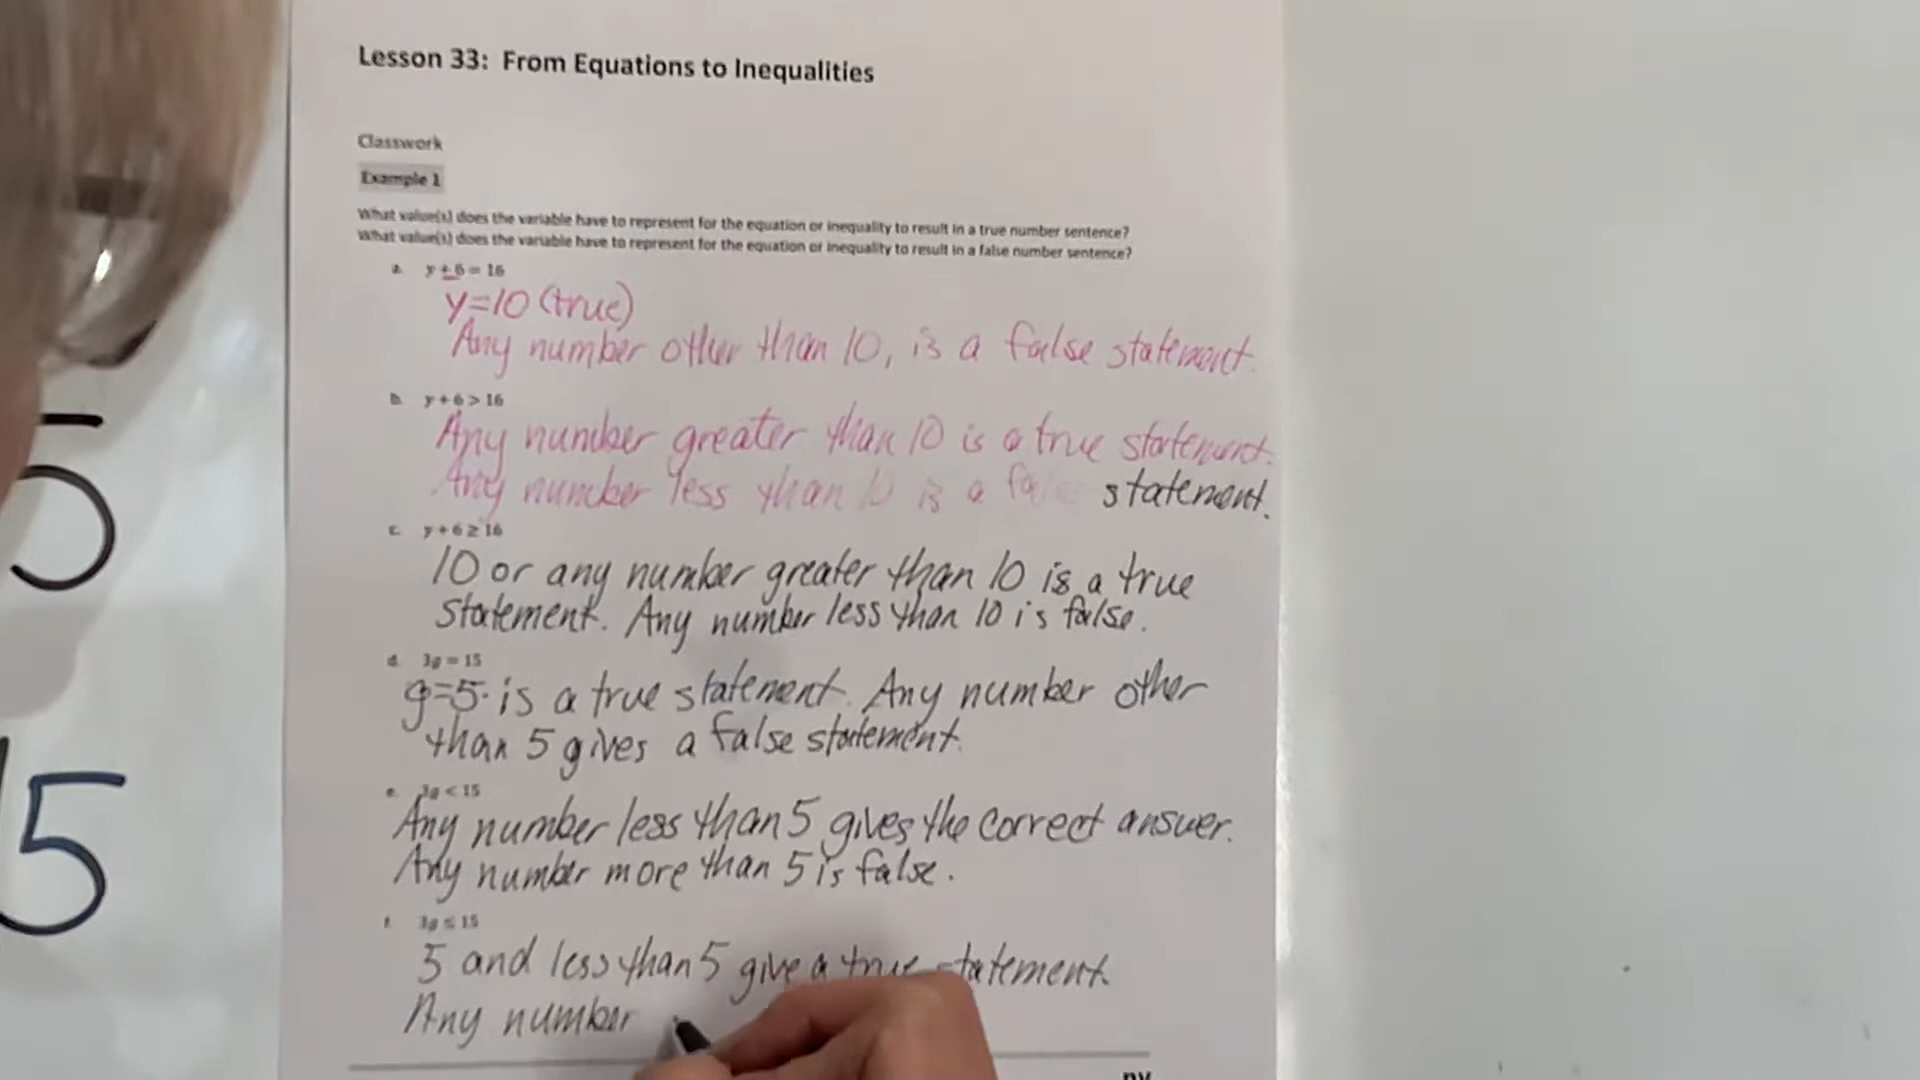 Lesson 33: From Equations to Inequalities
Classwork
Example 1
What value(s) does the variable have to represent for the equation or inequality to result in a true number sentence?
What value(s) does the variable have to represent for the equation or inequality to result in a false number sentence?
a. y + 6 = 16
y=10 (true)
Any number other than 10, is a false statement.
b. y + 6 > 16
Any number greater than 10 is a true statement.
Any number less than 10 is a fal statement.
c. y + 6 ≥ 16
10 or any number greater than 10 is a true
statement. Any number less than 10 is false.
d. 3g = 15
g=5 is a true statement. Any number other
than 5 gives a false statement.
e. 3g < 15
Any number less than 5 gives the correct answer.
Any number more than 5 is false.
f. 3g ≤ 15
5 and less than 5 give a true statement.
Any number
5
5